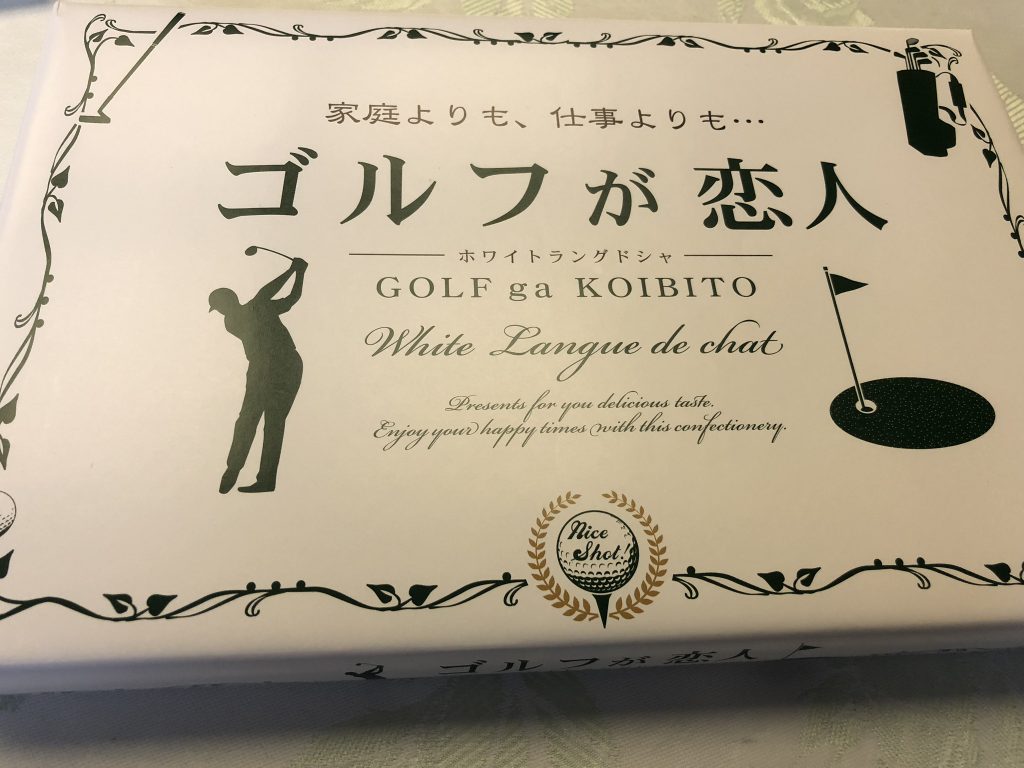 家庭よりも、仕事よりも…
ゴルフが恋人
ホワイトラングドシャ
GOLF ga KOIBITO
White Langue de chat
Presents for you delicious taste.
Enjoy your happy times with this confectionery.
Nice
Shot!
ゴルフが恋人